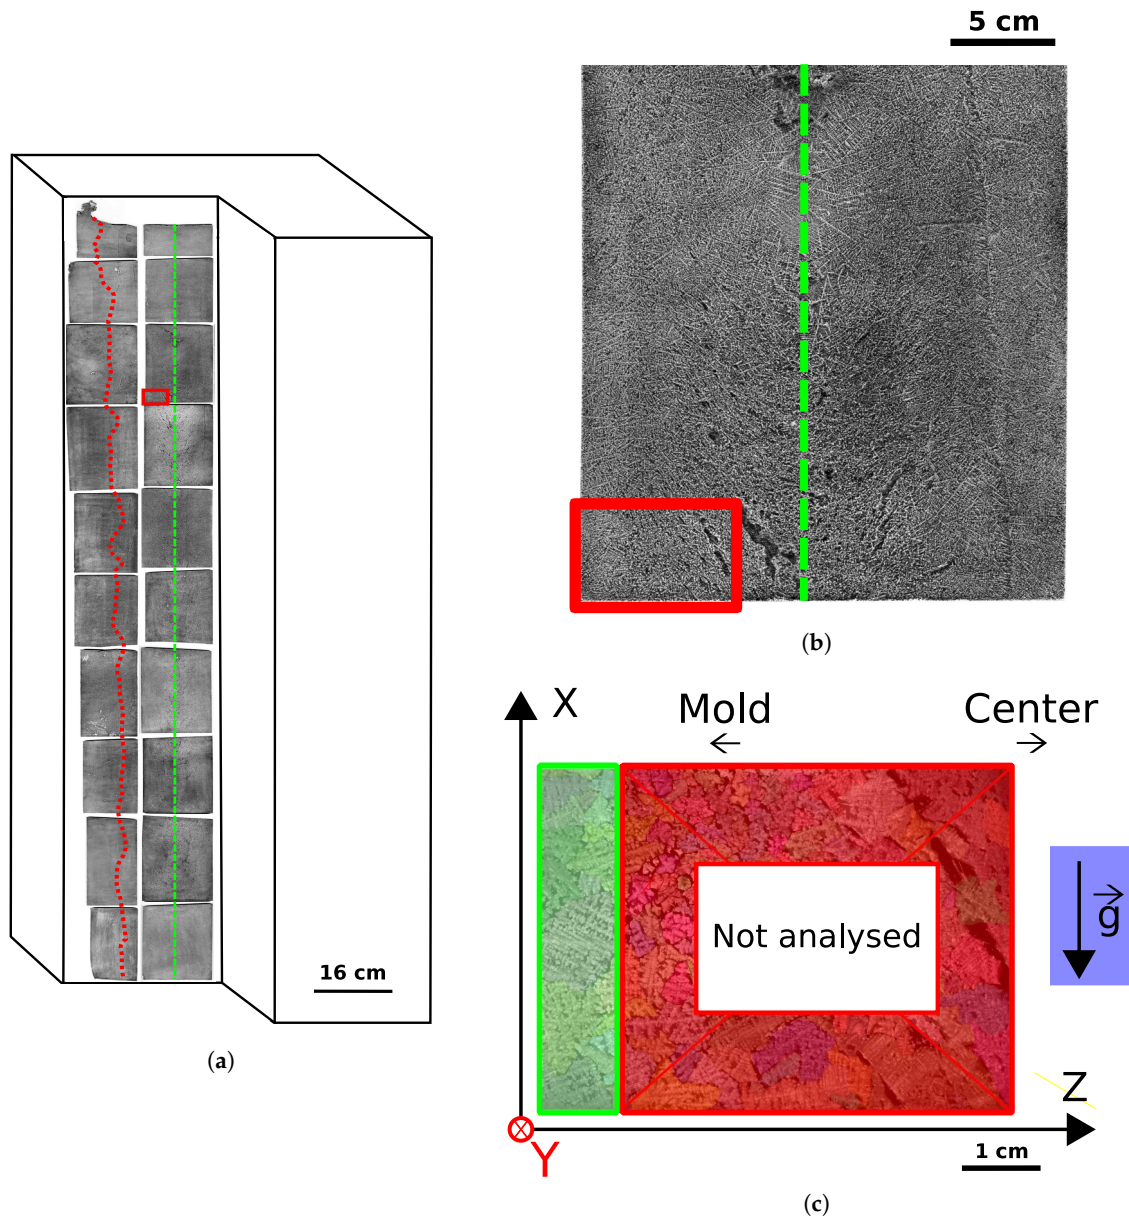 5 cm
16 cm
(a)
(b)
X
Mold
Center
← →
Not analysed
g
Z
Y
1 cm
(c)